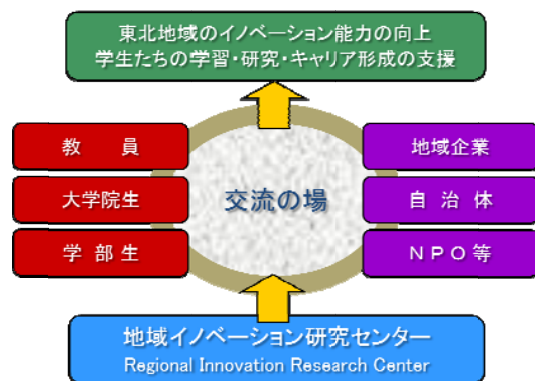 東北地域のイノベーション能力の向上
学生たちの学習・研究・キャリア形成の支援
教　員
大学院生
学 部 生
交流の場
地域企業
自 治 体
ＮＰＯ等
地域イノベーション研究センター
Regional Innovation Research Center